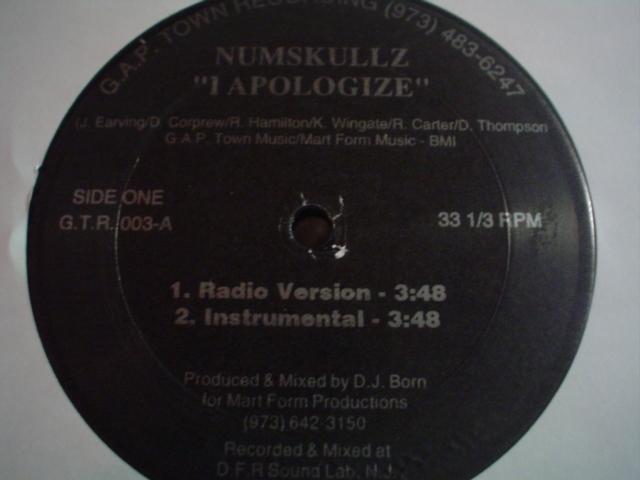 G.A.P. TOWN RECORDING (973) 483-6247
NUMSKULLZ
"I APOLOGIZE"
(J. Earving/D. Corprew/R. Hamilton/K. Wingate/R. Carter/D. Thompson
G.A.P. Town Music/Mart Form Music - BMI
SIDE ONE
G.T.R. 003-A
33 1/3 RPM
1. Radio Version - 3:48
2. Instrumental - 3:48
Produced & Mixed by D.J. Born
for Mart Form Productions
(973) 642-3150
Recorded & Mixed at
D.F.R Sound Lab, N.J.